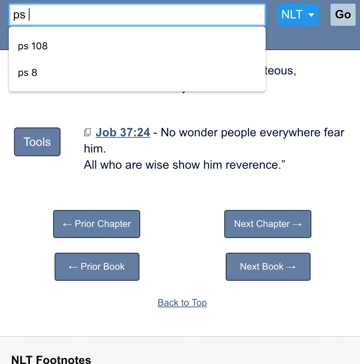 ps
NLT
Go
ps 108
ps 8
teous,
Tools
Job 37:24 - No wonder people everywhere fear
him.
All who are wise show him reverence.”
← Prior Chapter
Next Chapter →
← Prior Book
Next Book →
Back to Top
NLT Footnotes